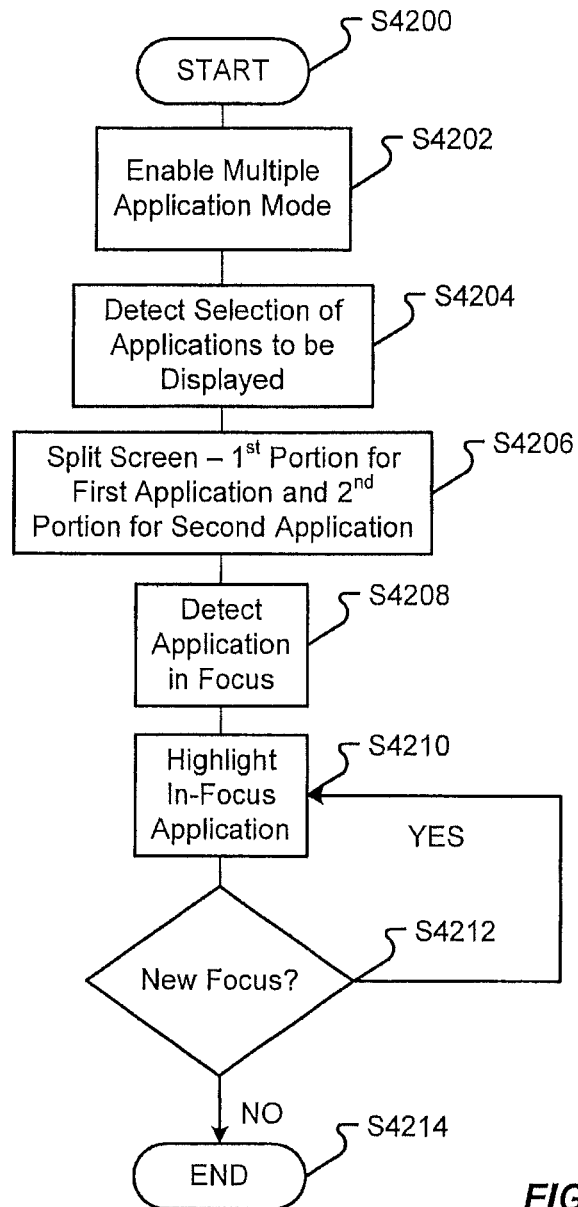 START
S4200
Enable Multiple
Application Mode
S4202
Detect Selection of
Applications to be
Displayed
S4204
Split Screen – 1st Portion for
First Application and 2nd
Portion for Second Application
S4206
Detect
Application
in Focus
S4208
Highlight
In-Focus
Application
S4210
YES
New Focus?
S4212
NO
END
S4214
FIG